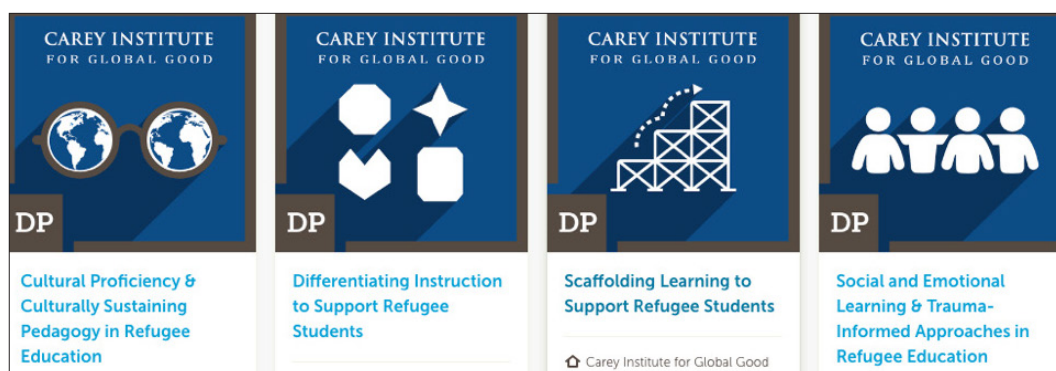 CAREY INSTITUTE
FOR GLOBAL GOOD
DP
Cultural Proficiency &
Culturally Sustaining
Pedagogy in Refugee
Education
CAREY INSTITUTE
FOR GLOBAL GOOD
DP
Differentiating Instruction
to Support Refugee
Students
CAREY INSTITUTE
FOR GLOBAL GOOD
DP
Scaffolding Learning to
Support Refugee Students
Carey Institute for Global Good
CAREY INSTITUTE
FOR GLOBAL GOOD
DP
Social and Emotional
Learning & Trauma-
Informed Approaches in
Refugee Education